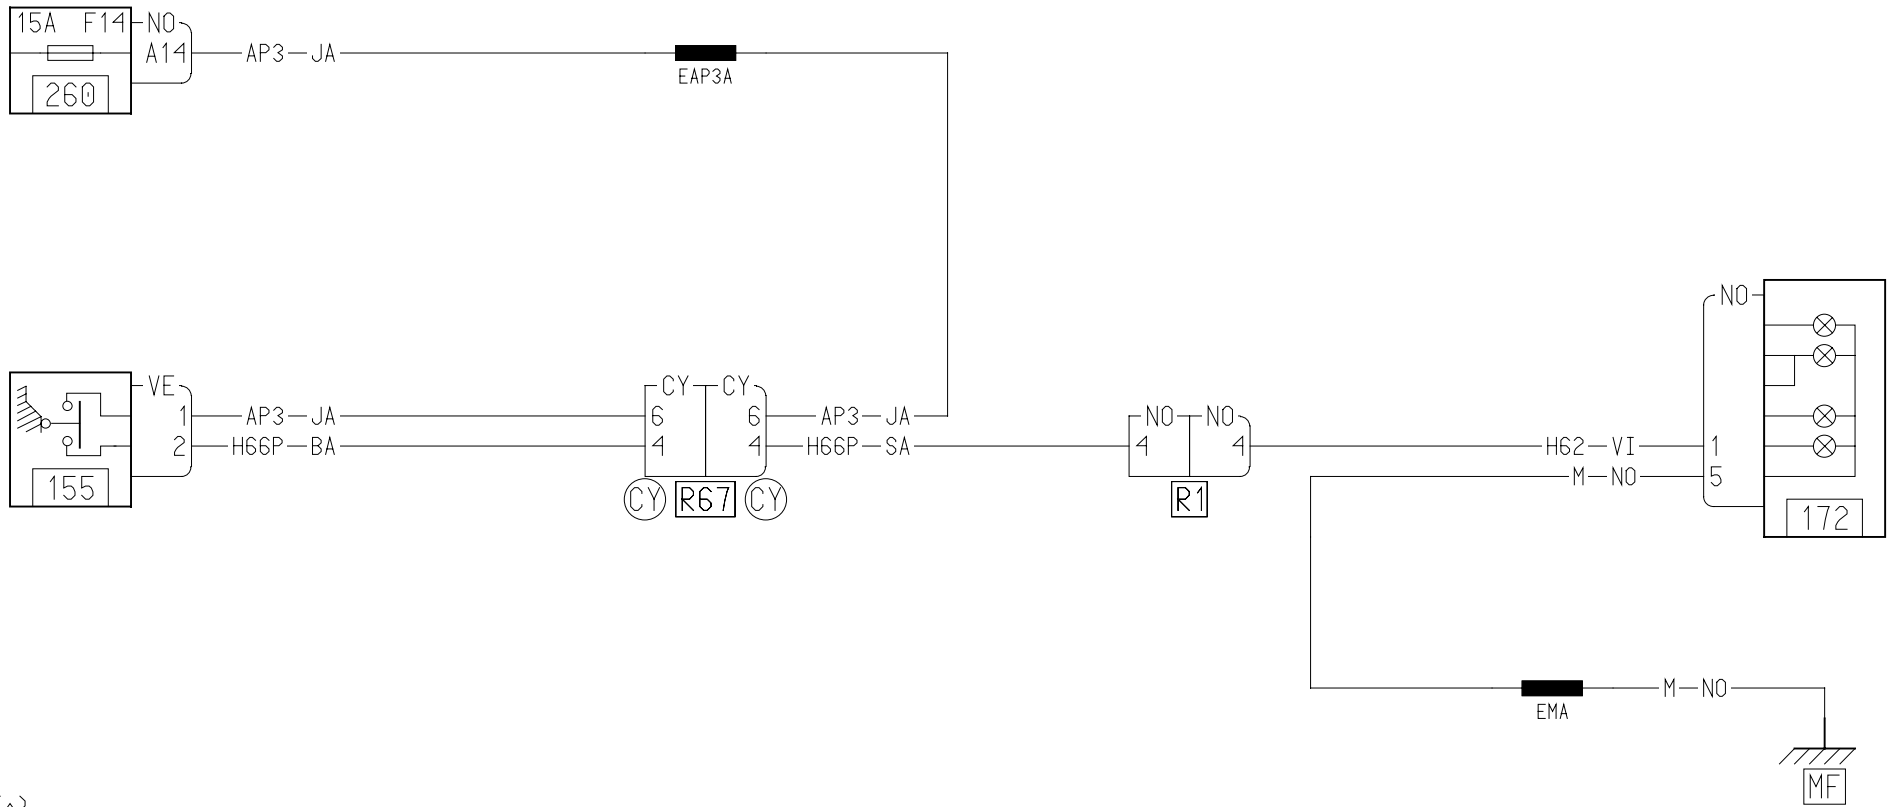 15A F14 NO
A14 AP3 JA
EAP3A
260
NO
VE CY CY
1 AP3 JA 6 6 AP3 JA NO NO
2 H66P BA 4 4 H66P SA 4 4 H62 VI 1
M NO 5
155 CY R67 CY R1
172
M NO
EMA
MF